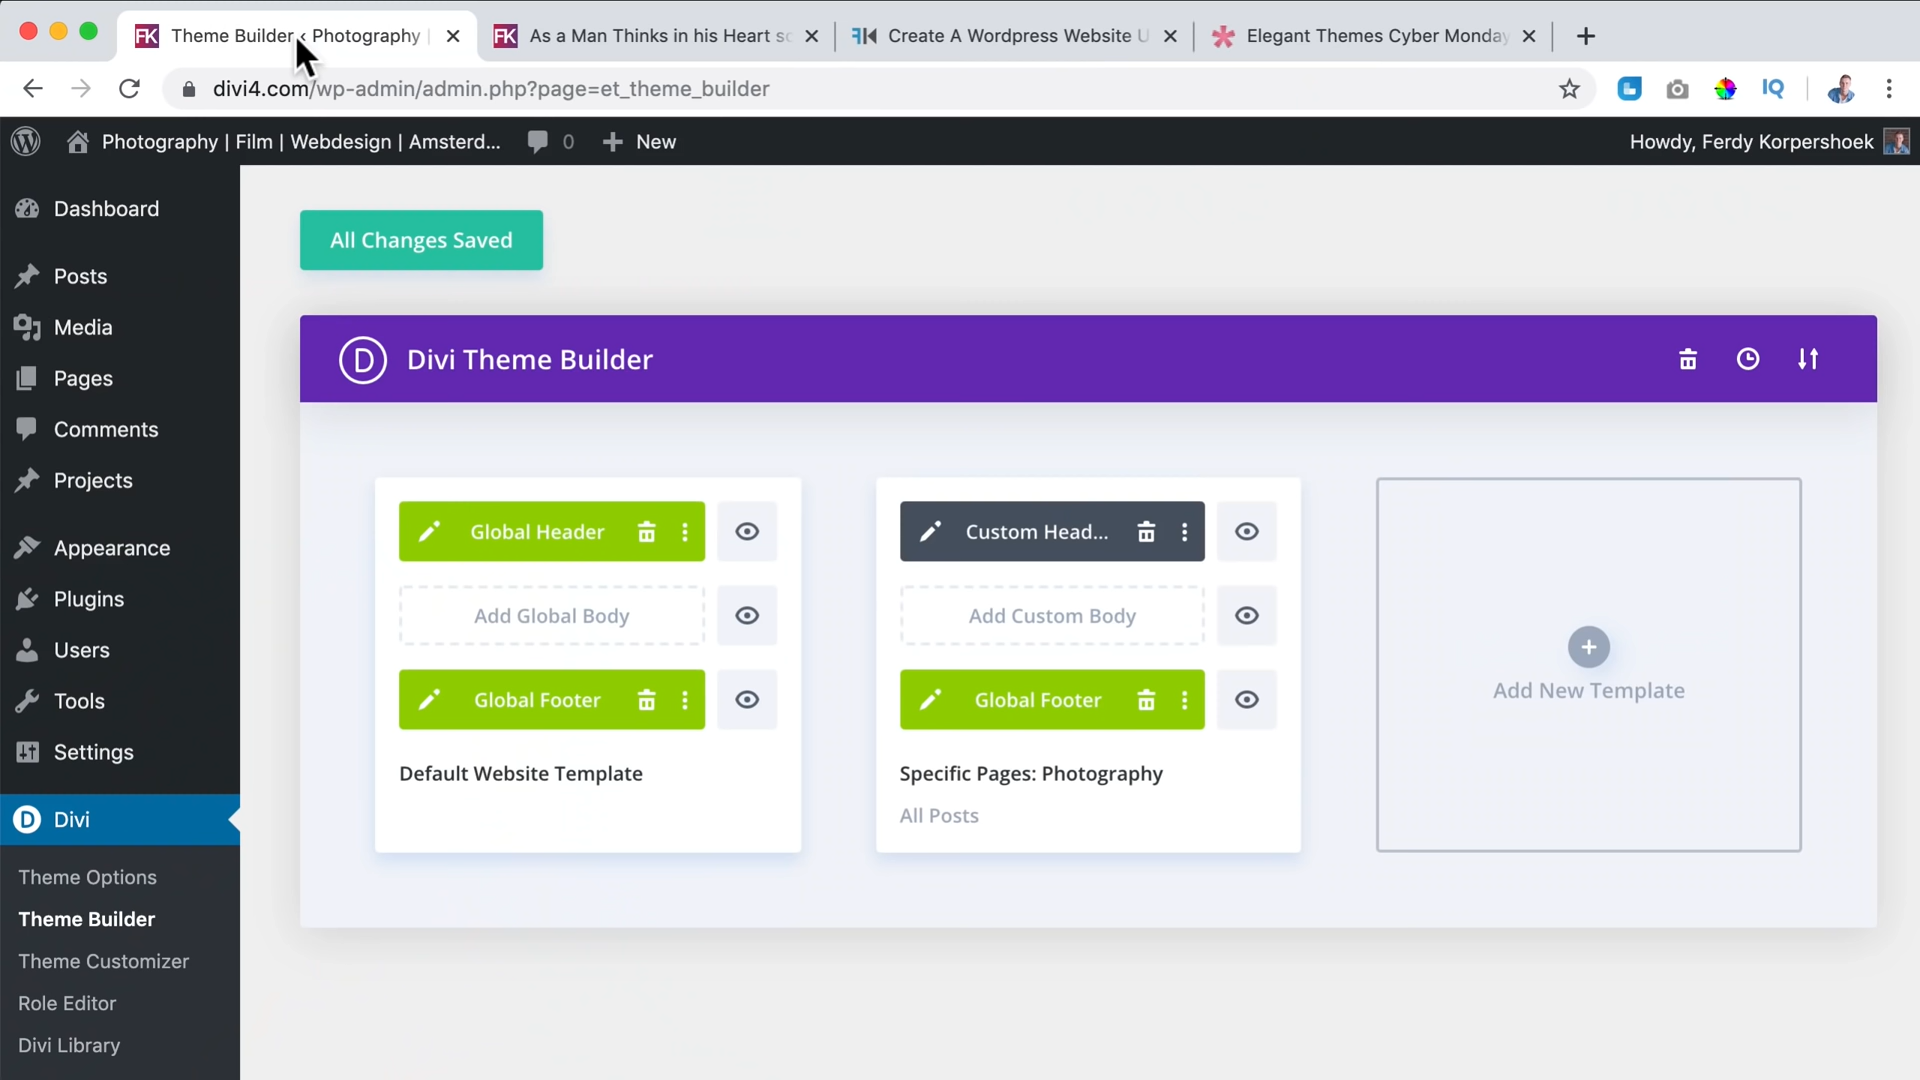 FK Theme Builder ‹ Photography
FK As a Man Thinks in his Heart so
Create A Wordpress Website U
Elegant Themes Cyber Monday
divi4.com/wp-admin/admin.php?page=et_theme_builder
IQ
Photography | Film | Webdesign | Amsterd... 0 New
Howdy, Ferdy Korpershoek
Dashboard
Posts
Media
Pages
Comments
Projects
Appearance
Plugins
Users
Tools
Settings
D Divi
Theme Options
Theme Builder
Theme Customizer
Role Editor
Divi Library
All Changes Saved
D Divi Theme Builder
Global Header
Add Global Body
Global Footer
Default Website Template
Custom Head...
Add Custom Body
Global Footer
Specific Pages: Photography
All Posts
Add New Template